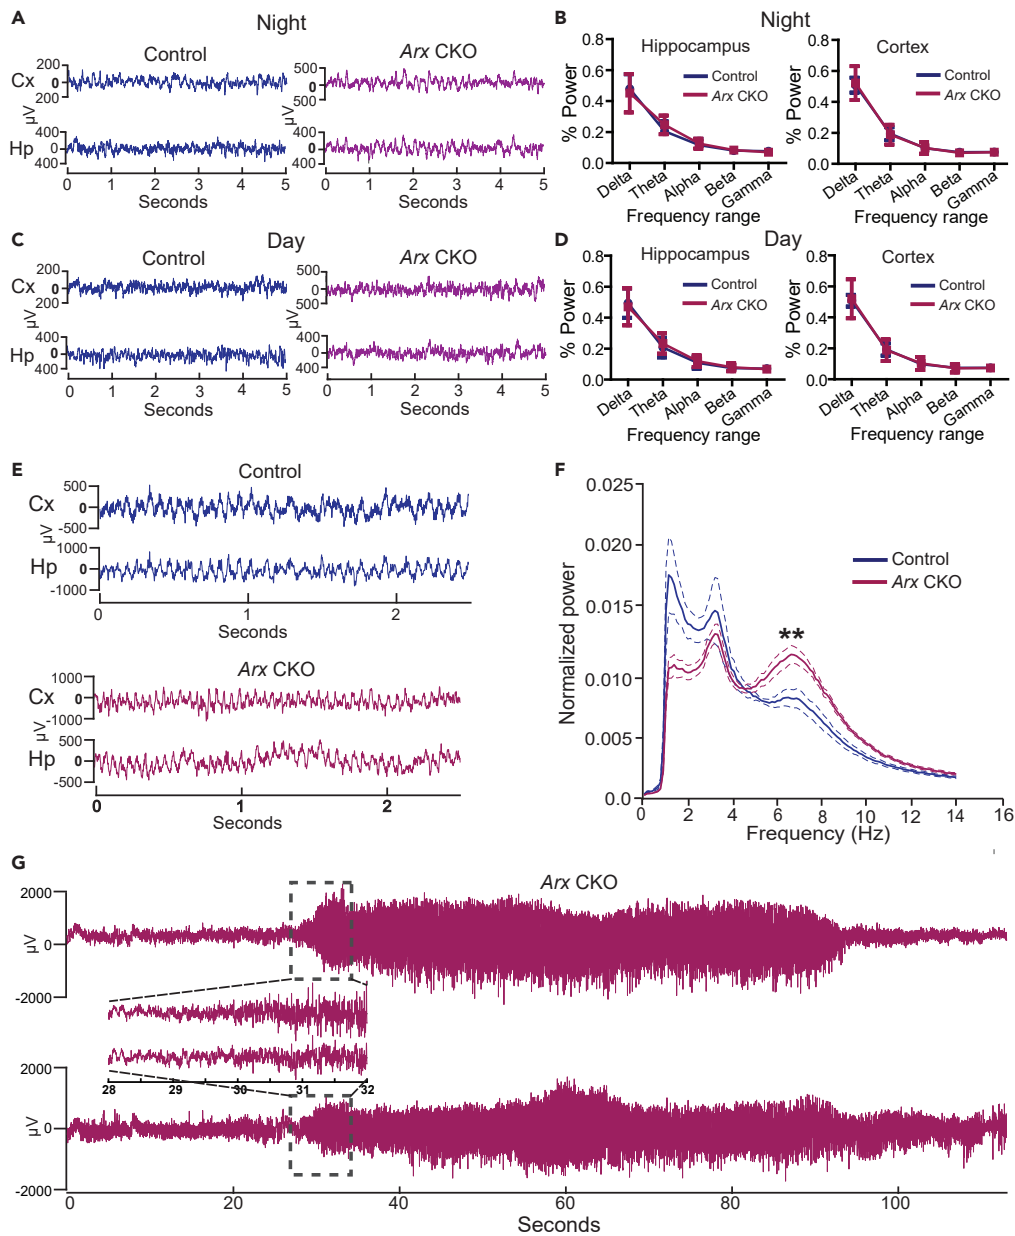 A
Night
Control
Arx CKO
Cx
200
0
200
500
0
500
µV
µV
Hp
400
0
400
400
0
400
0 1 2 3 4 5
0 1 2 3 4 5
Seconds
Seconds
B
Night
Hippocampus
Cortex
% Power
0.8
0.6
0.4
0.2
0.0
Control
Arx CKO
Delta Theta Alpha Beta Gamma
Frequency range
% Power
0.8
0.6
0.4
0.2
0.0
Control
Arx CKO
Delta Theta Alpha Beta Gamma
Frequency range
C
Day
Control
Arx CKO
Cx
200
0
200
500
0
500
µV
µV
Hp
400
0
400
400
0
400
0 1 2 3 4 5
0 1 2 3 4 5
Seconds
Seconds
D
Day
Hippocampus
Cortex
% Power
0.8
0.6
0.4
0.2
0.0
Control
Arx CKO
Delta Theta Alpha Beta Gamma
Frequency range
% Power
0.8
0.6
0.4
0.2
0.0
Control
Arx CKO
Delta Theta Alpha Beta Gamma
Frequency range
E
Control
Cx
500
0
-500
µV
Hp
1000
0
-1000
0 1 2
Seconds
Arx CKO
Cx
1000
0
-1000
µV
Hp
500
0
-500
0 1 2
Seconds
F
Normalized power
0.025
0.020
0.015
0.010
0.005
0.0
Control
Arx CKO
**
0 2 4 6 8 10 12 14 16
Frequency (Hz)
G
Arx CKO
2000
0
-2000
µV
28 29 30 31 32
2000
0
-2000
µV
0 20 40 60 80 100
Seconds